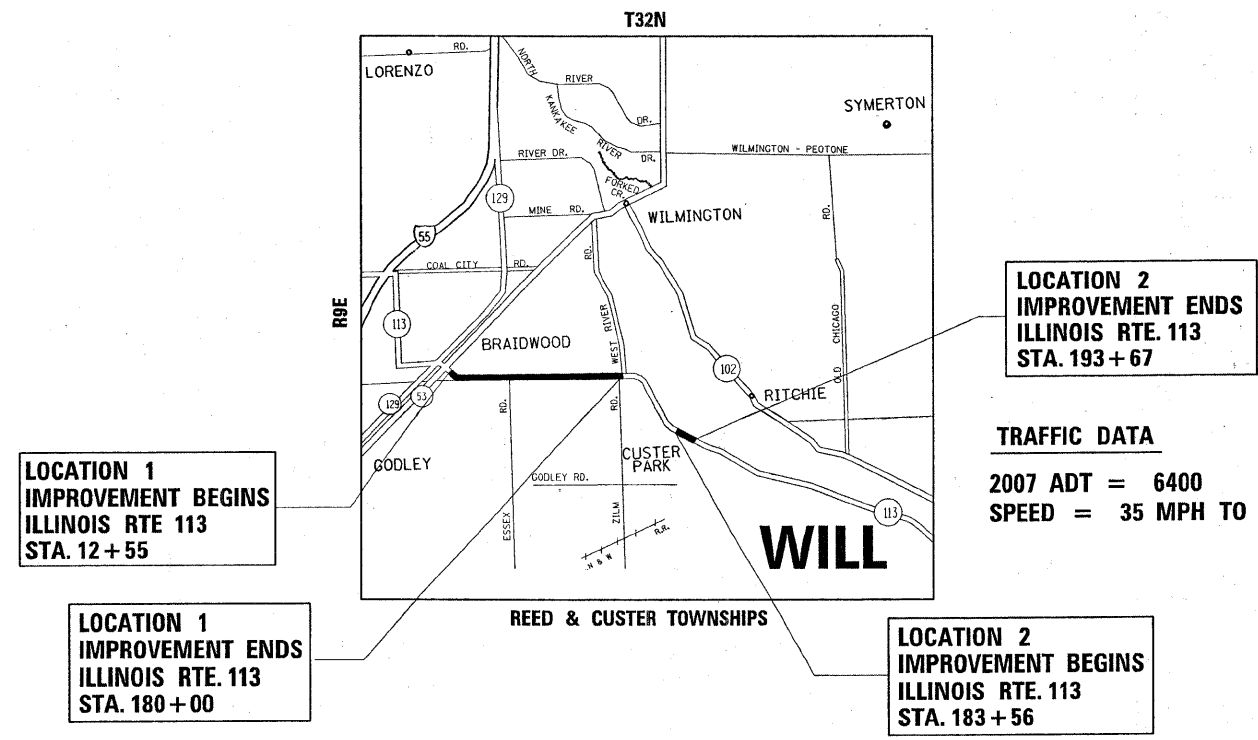 T32N
RD.
LORENZO
NORTH
RIVER
DR.
KANKAKEE
RIVER
DR.
SYMERTON
WILMINGTON - PEOTONE
RIVER DR.
FORKED
CR.
129
MINE RD.
WILMINGTON
55
COAL CITY RD.
RD.
RD.
R9E
113
BRAIDWOOD
WEST RIVER
OLD CHICAGO
102
RITCHIE
129
53
RD.
RD.
GODLEY
CUSTER
PARK
GODLEY RD.
ESSEX
ZILM
N & W R.R.
113
WILL
REED & CUSTER TOWNSHIPS
LOCATION 2
IMPROVEMENT ENDS
ILLINOIS RTE. 113
STA. 193+67
TRAFFIC DATA
2007 ADT = 6400
SPEED = 35 MPH TO
LOCATION 1
IMPROVEMENT BEGINS
ILLINOIS RTE 113
STA. 12+55
LOCATION 1
IMPROVEMENT ENDS
ILLINOIS RTE. 113
STA. 180+00
LOCATION 2
IMPROVEMENT BEGINS
ILLINOIS RTE. 113
STA. 183+56